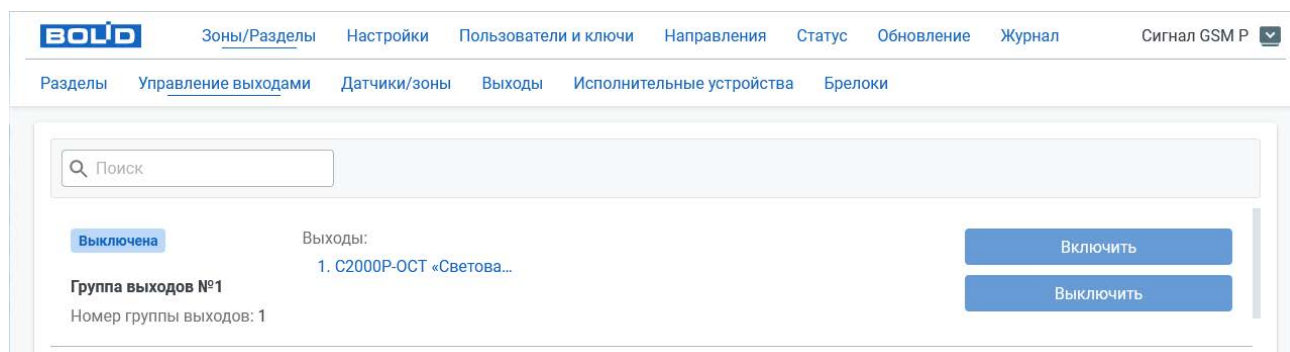 BOLID Зоны/Разделы Настройки Пользователи и ключи Направления Статус Обновление Журнал Сигнал GSM P
Разделы Управление выходами Датчики/зоны Выходы Исполнительные устройства Брелоки
Поиск
Выключена
Выходы:
Включить
1. С2000Р-ОСТ «Светова...
Группа выходов №1
Выключить
Номер группы выходов: 1